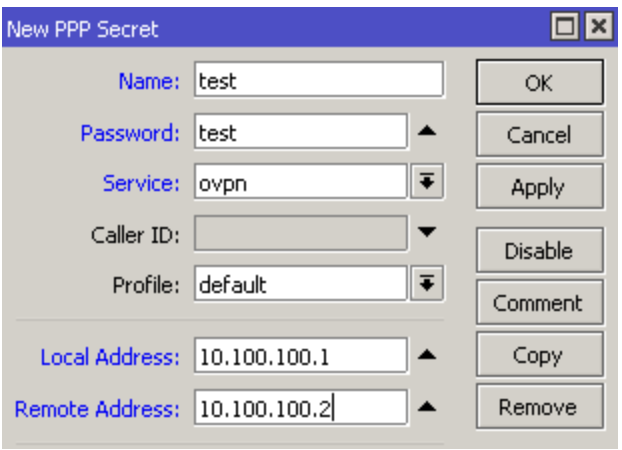 New PPP Secret
Name: test
OK
Password: test
Cancel
Service: ovpn
Apply
Caller ID:
Disable
Profile: default
Comment
Local Address: 10.100.100.1
Copy
Remote Address: 10.100.100.2
Remove